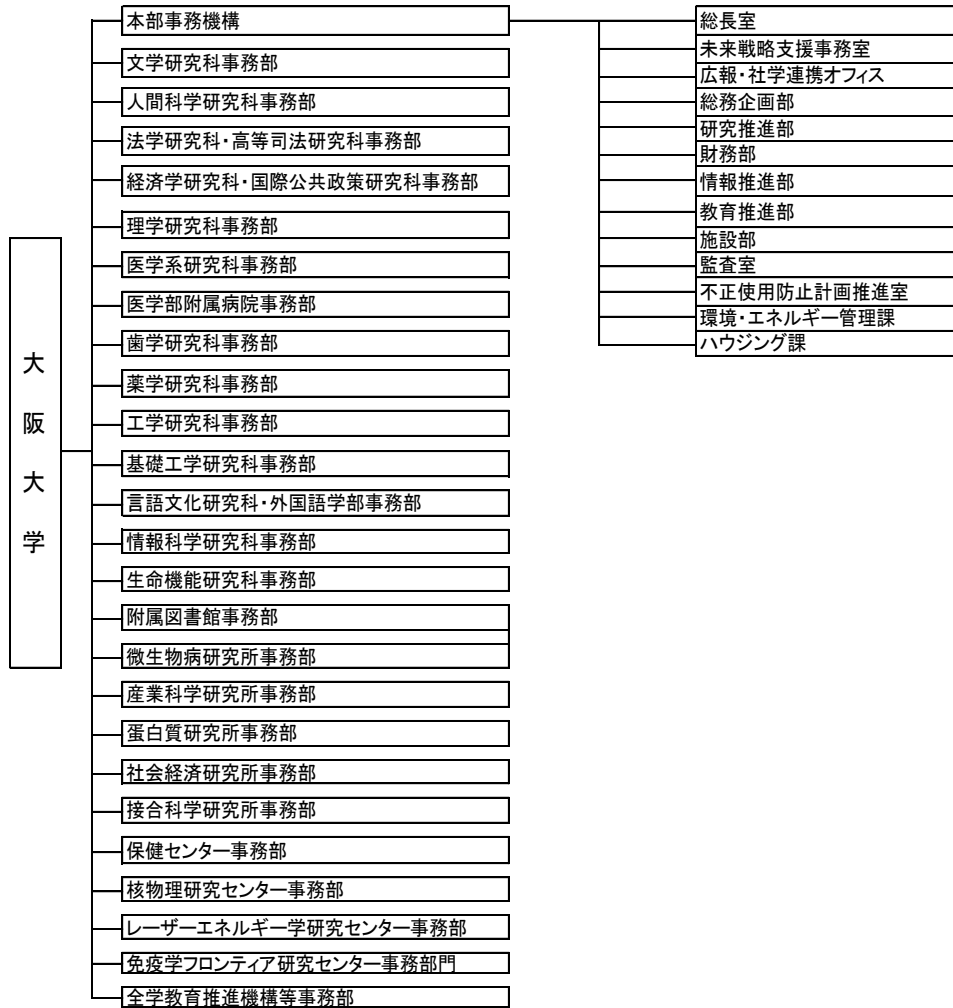 大阪大学
本部事務機構
文学研究科事務部
人間科学研究科事務部
法学研究科・高等司法研究科事務部
経済学研究科・国際公共政策研究科事務部
理学研究科事務部
医学系研究科事務部
医学部附属病院事務部
歯学研究科事務部
薬学研究科事務部
工学研究科事務部
基礎工学研究科事務部
言語文化研究科・外国語学部事務部
情報科学研究科事務部
生命機能研究科事務部
附属図書館事務部
微生物病研究所事務部
産業科学研究所事務部
蛋白質研究所事務部
社会経済研究所事務部
接合科学研究所事務部
保健センター事務部
核物理研究センター事務部
レーザーエネルギー学研究センター事務部
免疫学フロンティア研究センター事務部門
全学教育推進機構等事務部
総長室
未来戦略支援事務室
広報・社学連携オフィス
総務企画部
研究推進部
財務部
情報推進部
教育推進部
施設部
監査室
不正使用防止計画推進室
環境・エネルギー管理課
ハウジング課